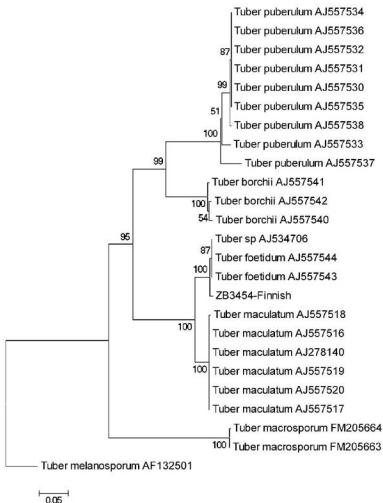 Tuber puberulum AJ557534
Tuber puberulum AJ557536
87
Tuber puberulum AJ557532
Tuber puberulum AJ557531
99
Tuber puberulum AJ557530
Tuber puberulum AJ557535
51
Tuber puberulum AJ557538
100
Tuber puberulum AJ557533
99
Tuber puberulum AJ557537
Tuber borchii AJ557541
100
Tuber borchii AJ557542
54
Tuber borchii AJ557540
95
Tuber sp AJ534706
87
Tuber foetidum AJ557544
100
Tuber foetidum AJ557543
ZB3454-Finnish
100
Tuber maculatum AJ557518
Tuber maculatum AJ557516
Tuber maculatum AJ278140
100
Tuber maculatum AJ557519
Tuber maculatum AJ557520
Tuber maculatum AJ557517
Tuber macrosporum FM205664
100
Tuber macrosporum FM205663
Tuber melanosporum AF132501
0.05